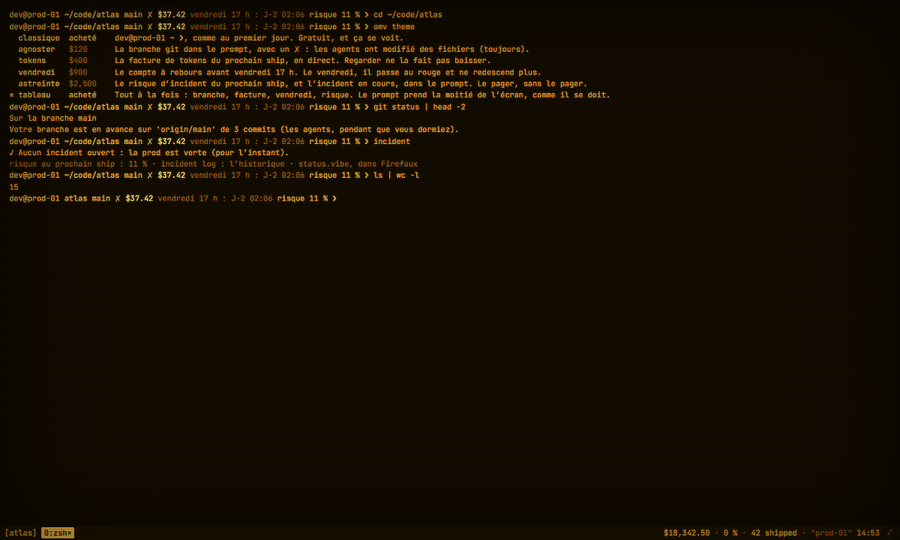 dev@prod-01 ~/code/atlas main ✗ $37.42 vendredi 17 h : J-2 02:06 risque 11 % ❯ cd ~/code/atlas
dev@prod-01 ~/code/atlas main ✗ $37.42 vendredi 17 h : J-2 02:06 risque 11 % ❯ omv theme
classique acheté dev@prod-01 ~ ❯, comme au premier jour. Gratuit, et ça se voit.
agnoster $120 La branche git dans le prompt, avec un ✗ : les agents ont modifié des fichiers (toujours).
tokens $400 La facture de tokens du prochain ship, en direct. Regarder ne la fait pas baisser.
vendredi $900 Le compte à rebours avant vendredi 17 h. Le vendredi, il passe au rouge et ne redescend plus.
astreinte $2,500 Le risque d’incident du prochain ship, et l’incident en cours, dans le prompt. Le pager, sans le pager.
* tableau acheté Tout à la fois : branche, facture, vendredi, risque. Le prompt prend la moitié de l’écran, comme il se doit.
dev@prod-01 ~/code/atlas main ✗ $37.42 vendredi 17 h : J-2 02:06 risque 11 % ❯ git status | head -2
Sur la branche main
Votre branche est en avance sur 'origin/main' de 3 commits (les agents, pendant que vous dormiez).
dev@prod-01 ~/code/atlas main ✗ $37.42 vendredi 17 h : J-2 02:06 risque 11 % ❯ incident
✓ Aucun incident ouvert : la prod est verte (pour l’instant).
risque au prochain ship : 11 % · incident log : l’historique · status.vibe, dans Firefaux
dev@prod-01 ~/code/atlas main ✗ $37.42 vendredi 17 h : J-2 02:06 risque 11 % ❯ ls | wc -l
15
dev@prod-01 atlas main ✗ $37.42 vendredi 17 h : J-2 02:06 risque 11 % ❯
[atlas] 0:zsh* $18,342.50 · 0 % · 42 shipped · "prod-01" 14:53